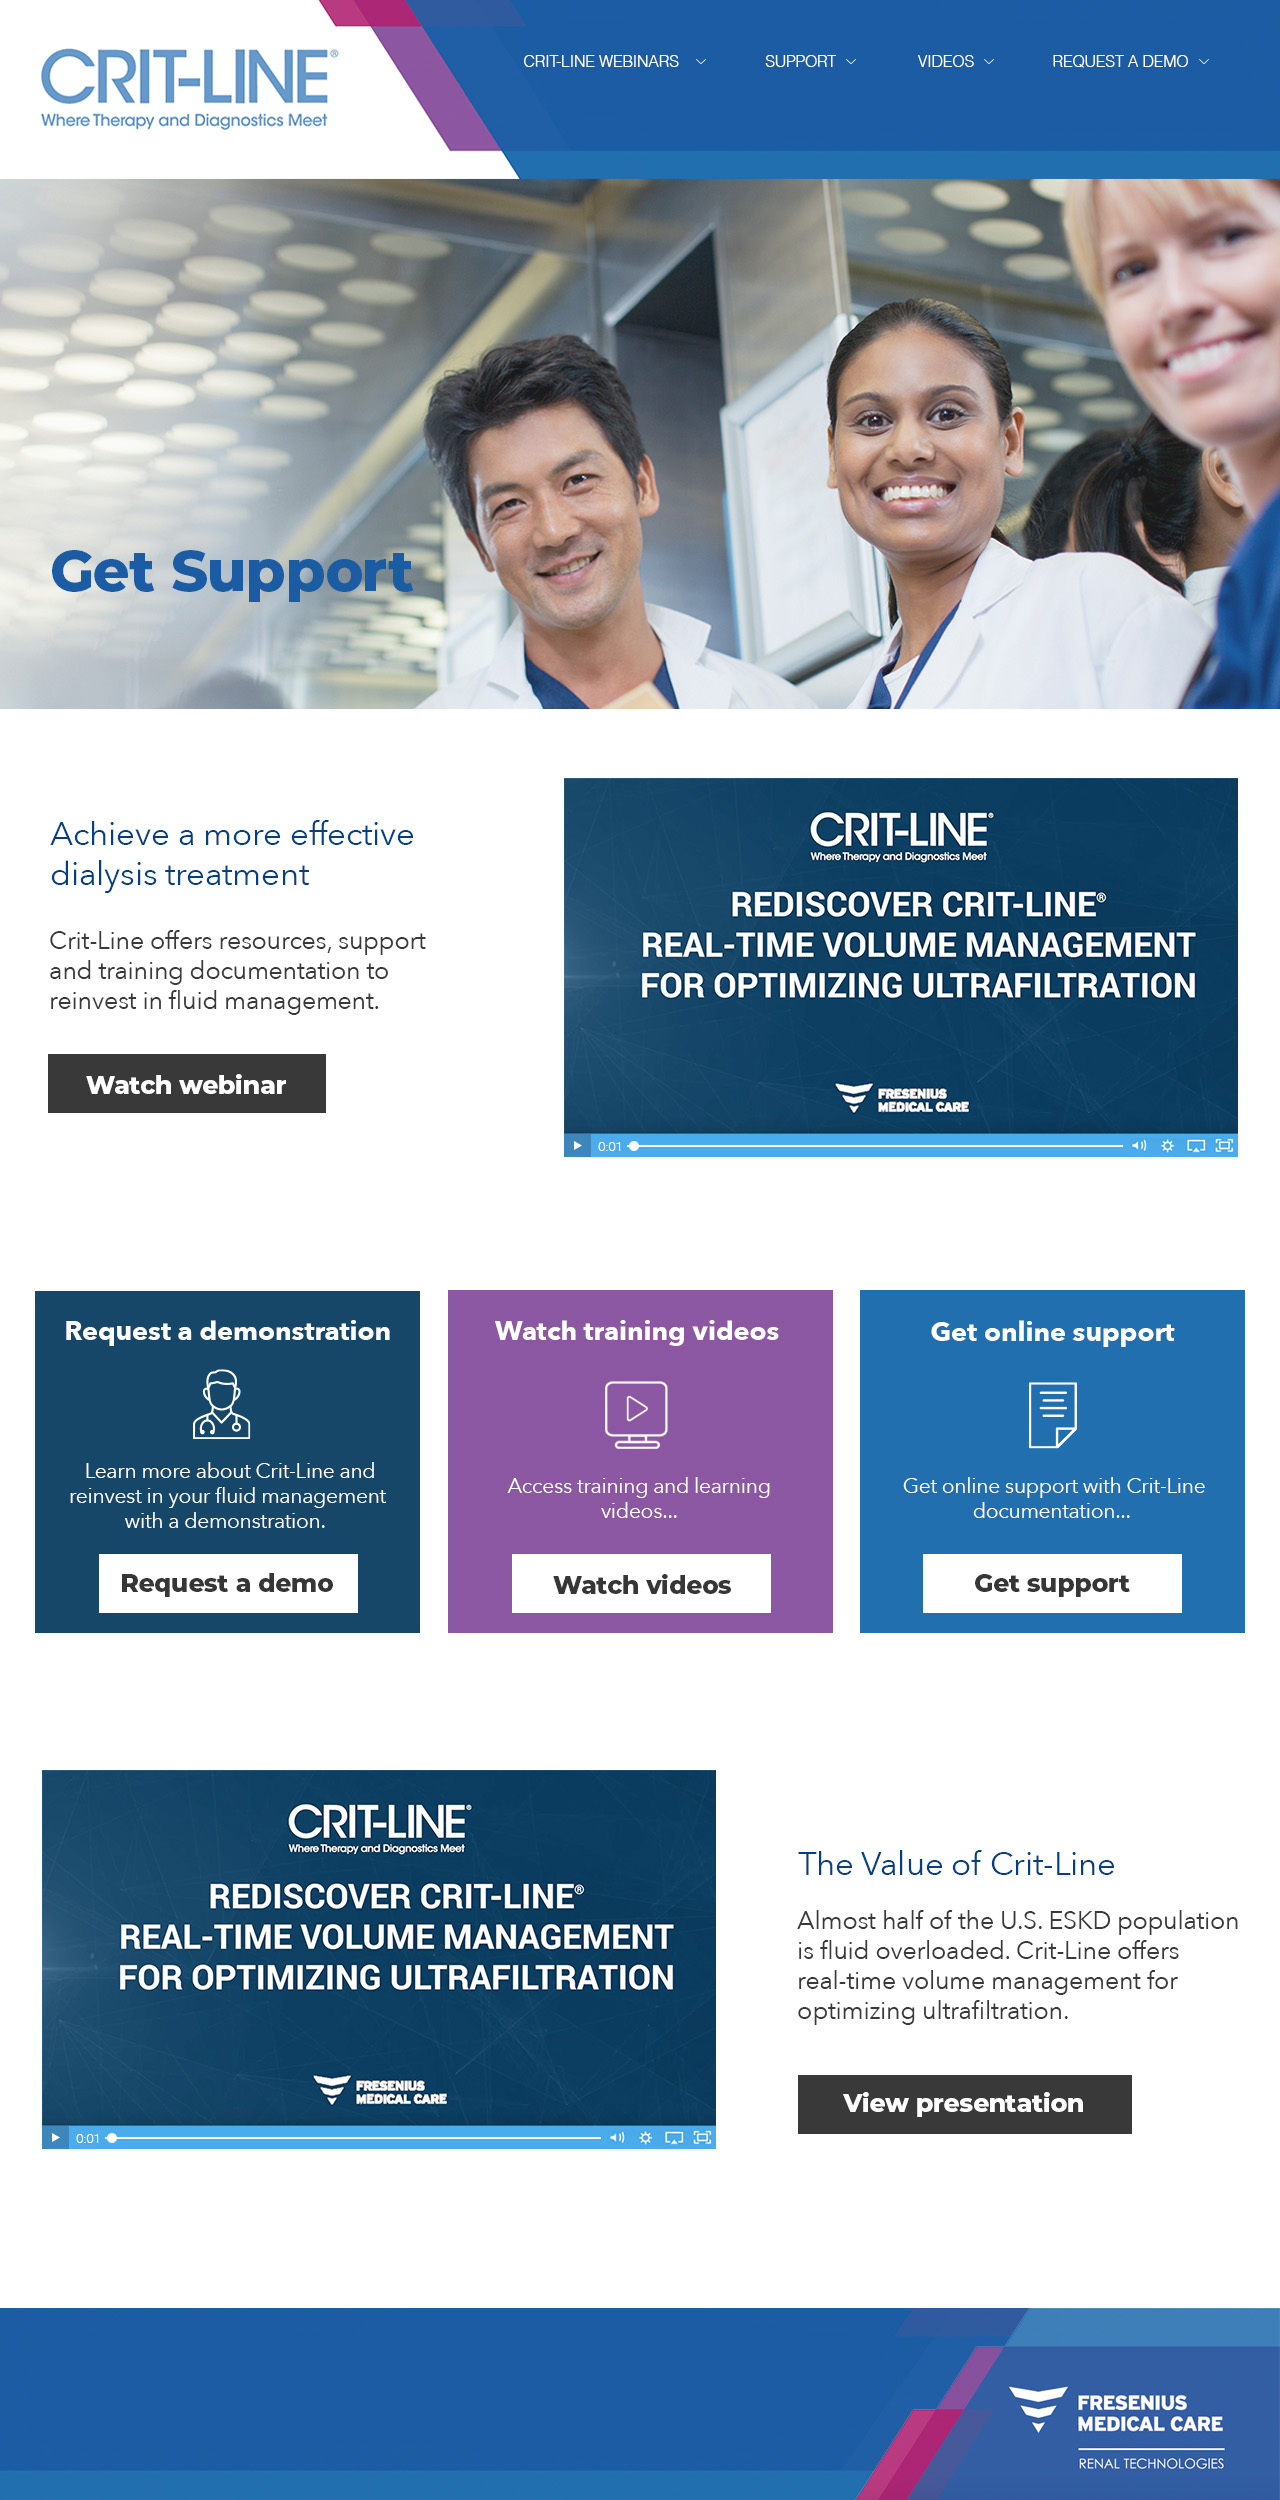 CRIT-LINE®
Where Therapy and Diagnostics Meet
CRIT-LINE WEBINARS
SUPPORT
VIDEOS
REQUEST A DEMO
Get Support
Achieve a more effective
dialysis treatment
Crit-Line offers resources, support
and training documentation to
reinvest in fluid management.
Watch webinar
CRIT-LINE®
Where Therapy and Diagnostics Meet
REDISCOVER CRIT-LINE®
REAL-TIME VOLUME MANAGEMENT
FOR OPTIMIZING ULTRAFILTRATION
FRESENIUS
MEDICAL CARE
0:01
Request a demonstration
Learn more about Crit-Line and
reinvest in your fluid management
with a demonstration.
Request a demo
Watch training videos
Access training and learning
videos...
Watch videos
Get online support
Get online support with Crit-Line
documentation...
Get support
CRIT-LINE®
Where Therapy and Diagnostics Meet
REDISCOVER CRIT-LINE®
REAL-TIME VOLUME MANAGEMENT
FOR OPTIMIZING ULTRAFILTRATION
FRESENIUS
MEDICAL CARE
0:01
The Value of Crit-Line
Almost half of the U.S. ESKD population
is fluid overloaded. Crit-Line offers
real-time volume management for
optimizing ultrafiltration.
View presentation
FRESENIUS
MEDICAL CARE
RENAL TECHNOLOGIES